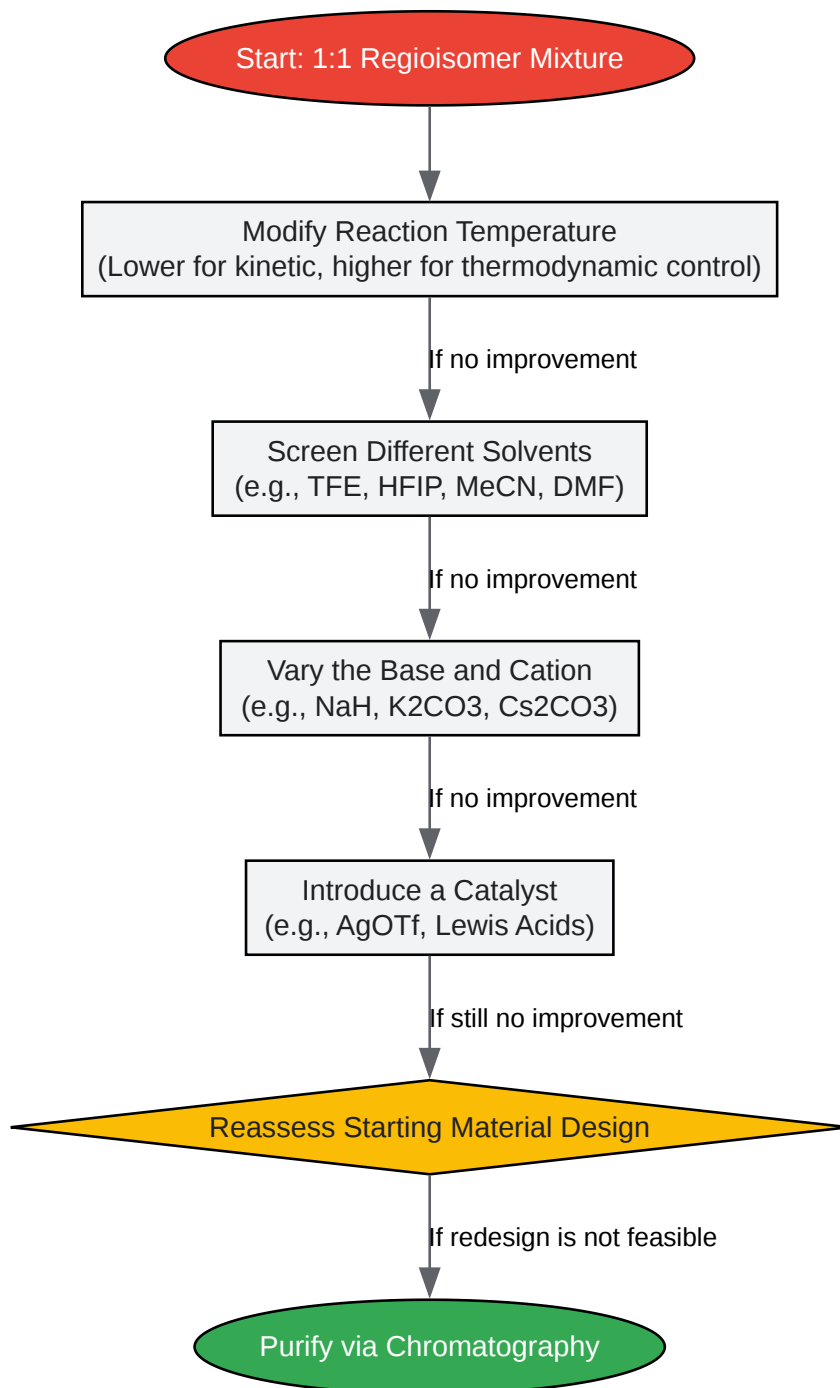 Start: 1:1 Regioisomer Mixture
Modify Reaction Temperature
(Lower for kinetic, higher for thermodynamic control)
If no improvement
Screen Different Solvents
(e.g., TFE, HFIP, MeCN, DMF)
If no improvement
Vary the Base and Cation
(e.g., NaH, K2CO3, Cs2CO3)
If no improvement
Introduce a Catalyst
(e.g., AgOTf, Lewis Acids)
If still no improvement
Reassess Starting Material Design
If redesign is not feasible
Purify via Chromatography